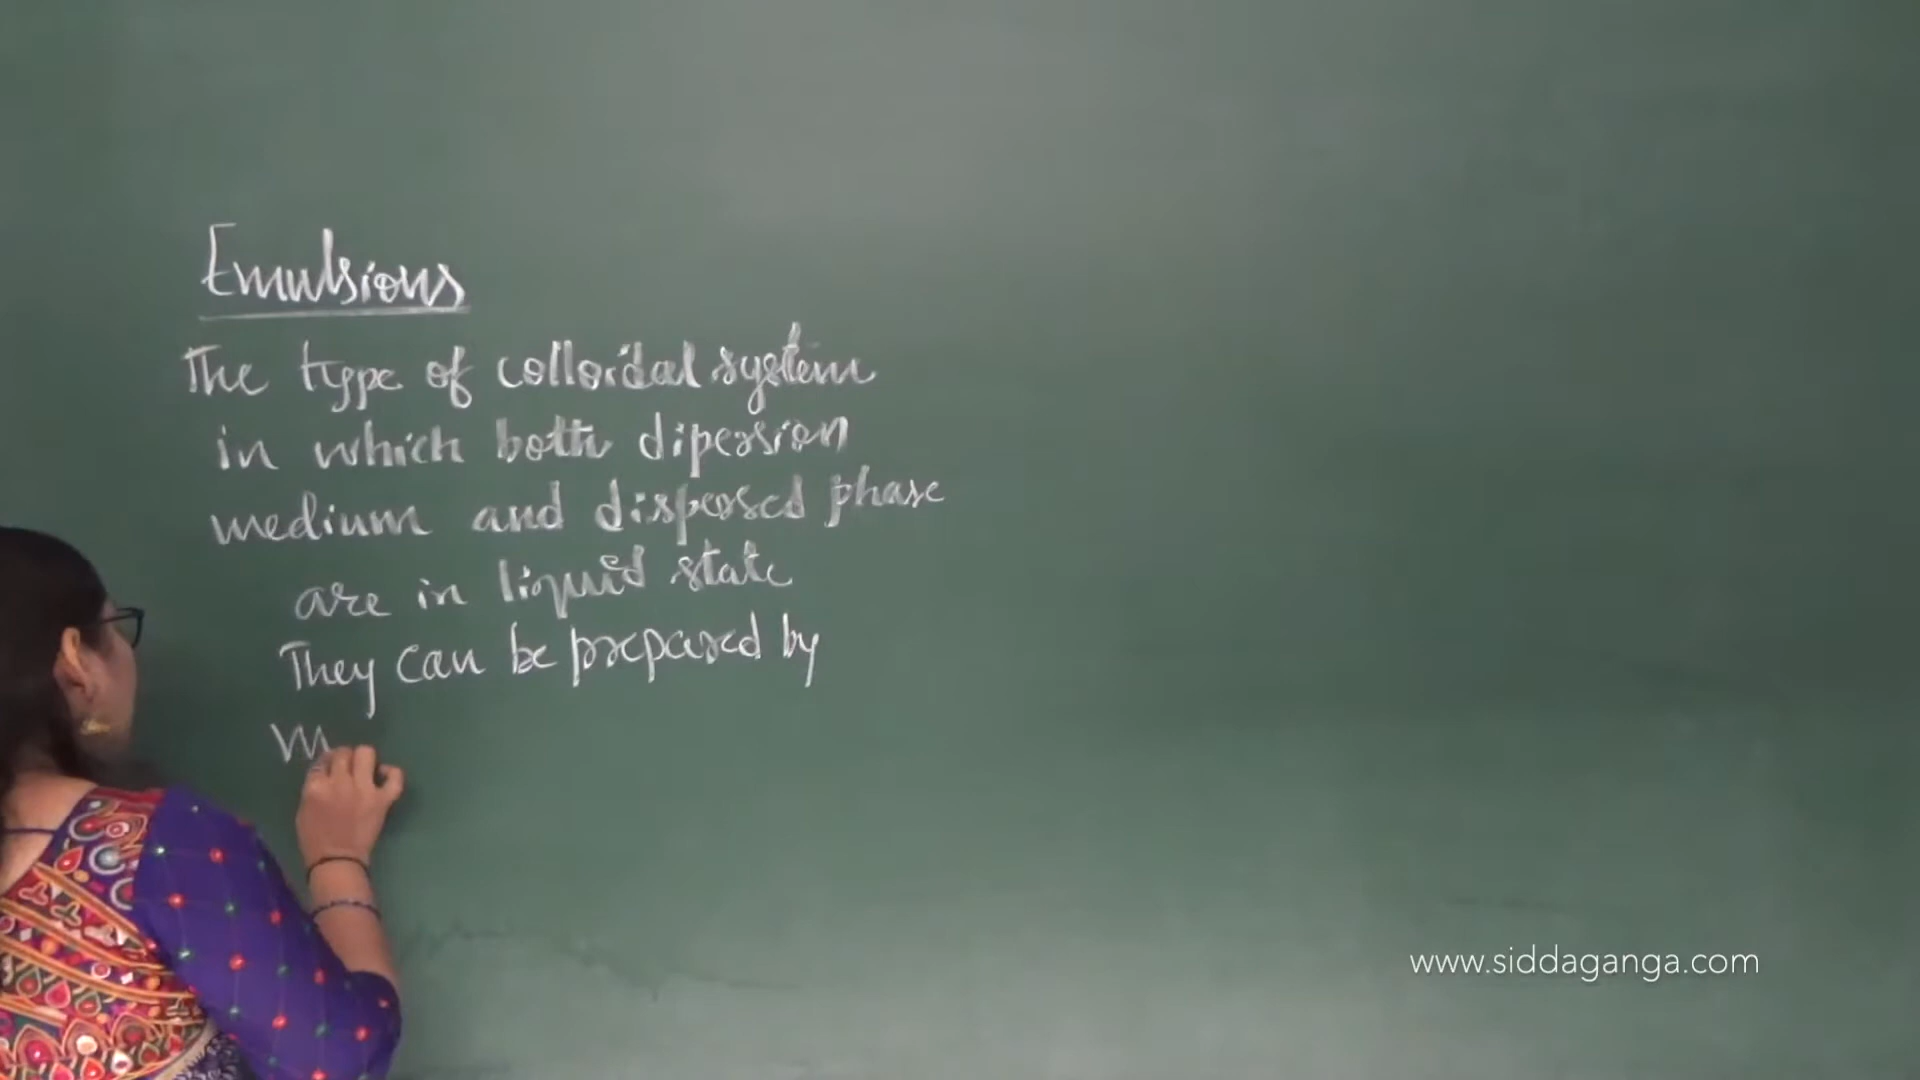 Emulsions
The type of colloidal system
in which both dipersion
medium and dispersed phase
are in liquid state
They can be prepared by
M
www.siddaganga.com